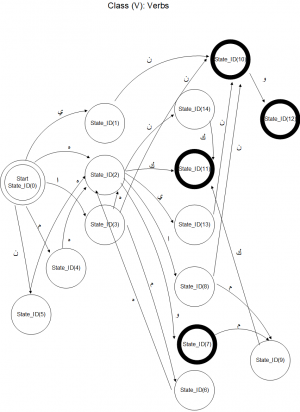 Class (V): Verbs
State_ID(10)
ن
و
ي
ن
State_ID(14)
State_ID(1)
State_ID(12)
ن
ك
ن
ه
Start
State_ID(0)
State_ID(2)
ك
State_ID(11)
ا
ه
ي
م
State_ID(3)
State_ID(13)
ن
ا
ه
State_ID(4)
ك
ن
م
State_ID(8)
م
State_ID(5)
و
ه
State_ID(7)
م
State_ID(9)
State_ID(6)